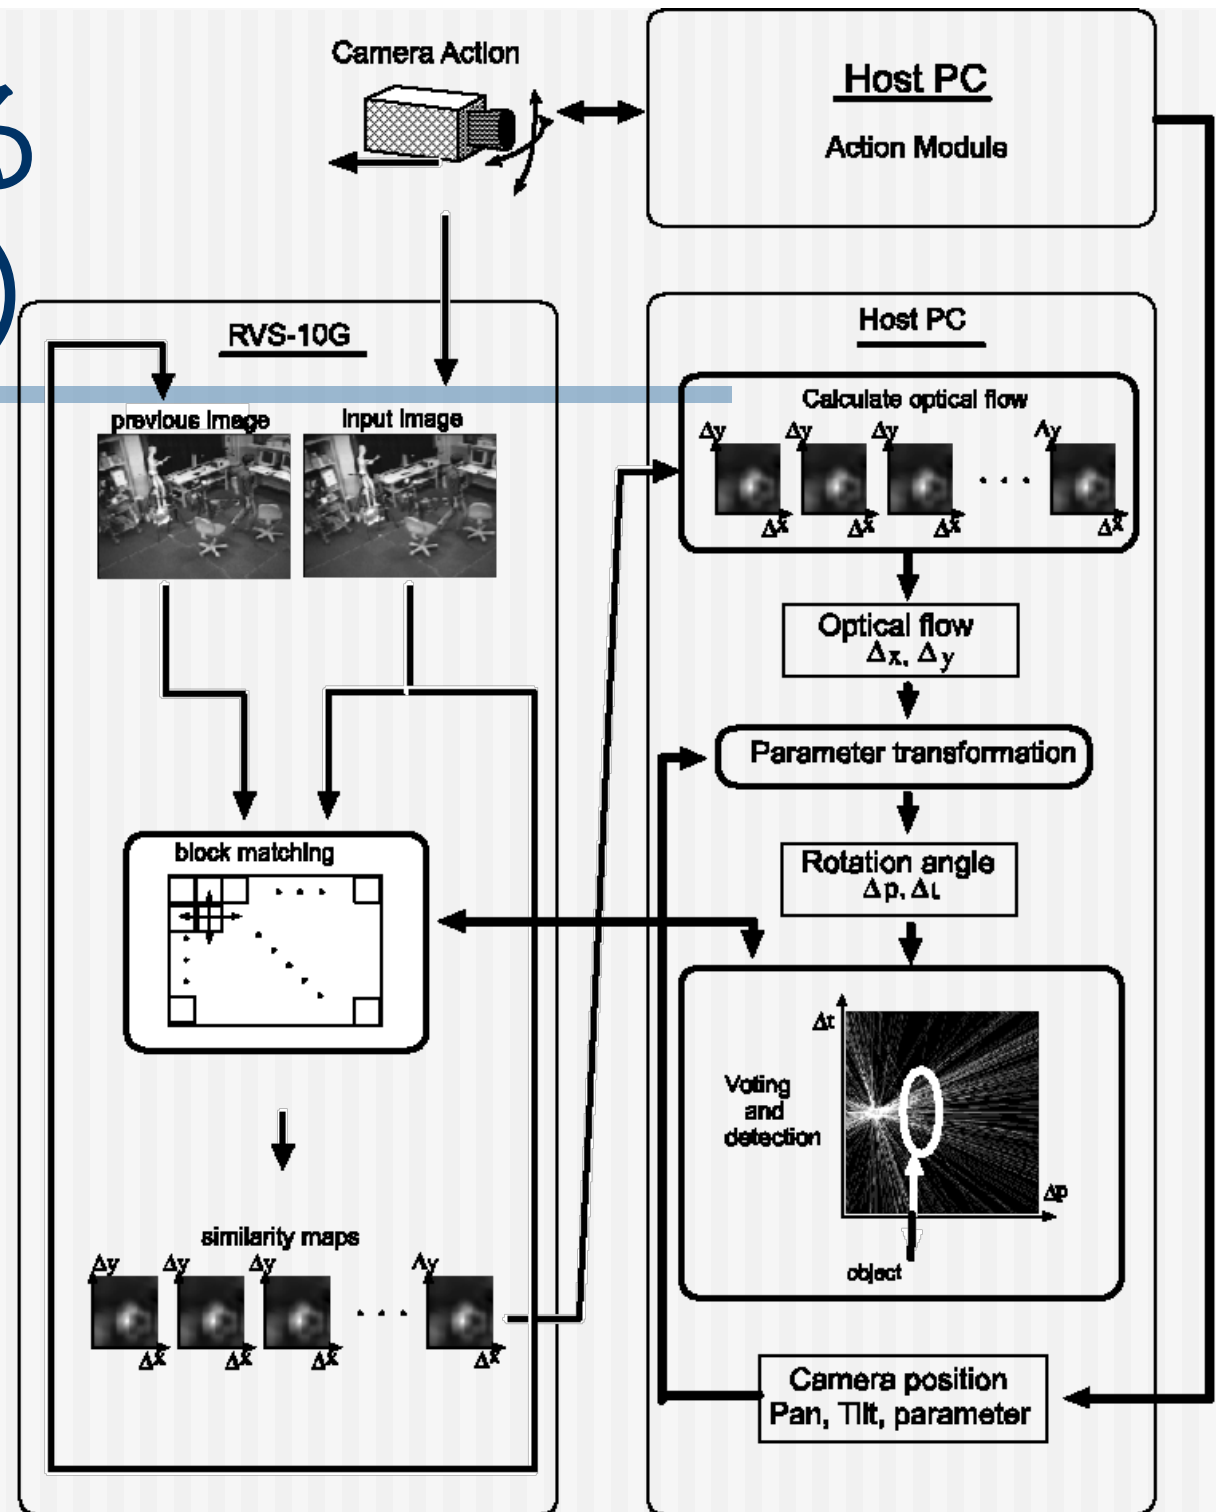 Camera Action
Host PC
Action Module
RVS-10G
previous image
input image
block matching
similarity maps
Δy
Δy
Δy
Λy
Δx
Δx
Δx
Δx
Host PC
Calculate optical flow
Δy
Δy
Δy
Λy
Δx
Δx
Δx
Δx
Optical flow
Δx, Δy
Parameter transformation
Rotation angle
Δp, Δt
Voting
and
detection
Δt
Δp
object
Camera position
Pan, Tilt, parameter